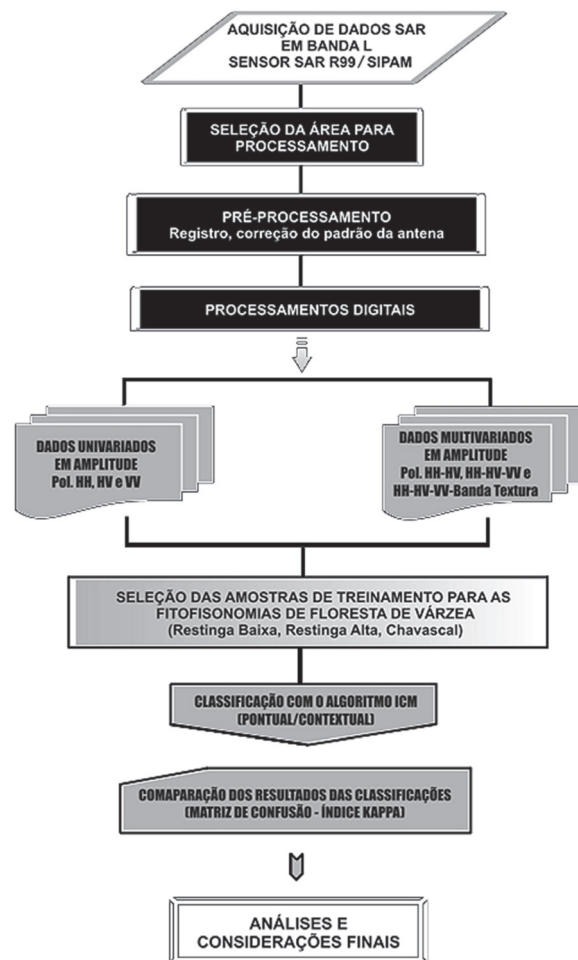 AQUISIÇÃO DE DADOS SAR
EM BANDA L
SENSOR SAR R99/SIPAM
SELEÇÃO DA ÁREA PARA
PROCESSAMENTO
PRÉ-PROCESSAMENTO
Registro, correção do padrão da antena
PROCESSAMENTOS DIGITAIS
DADOS UNIVARIADOS
EM AMPLITUDE
Pol. HH, HV e VV
DADOS MULTIVARIADOS
EM AMPLITUDE
Pol. HH-HV, HH-HV-VV e
HH-HV-VV-Banda Textura
SELEÇÃO DAS AMOSTRAS DE TREINAMENTO PARA AS
FITOFISONOMIAS DE FLORESTA DE VÁRZEA
(Restinga Baixa, Restinga Alta, Chavascal)
CLASSIFICAÇÃO COM O ALGORITMO ICM
(PONTUAL/CONTEXTUAL)
COMAPARAÇÃO DOS RESULTADOS DAS CLASSIFICAÇÕES
(MATRIZ DE CONFUSÃO - ÍNDICE KAPPA)
ANÁLISES E
CONSIDERAÇÕES FINAIS